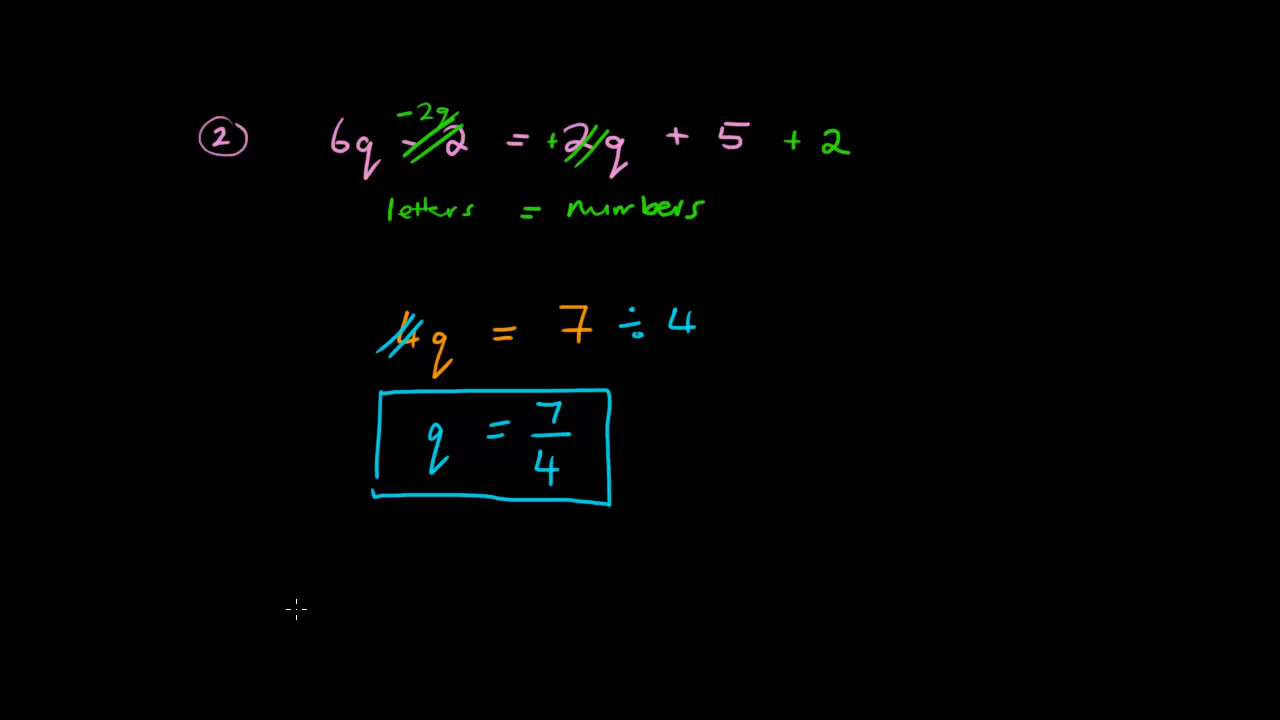 ② 6q - 2 -2q = +2q + 5 + 2
letters = numbers
4q = 7 ÷ 4
q = 7/4